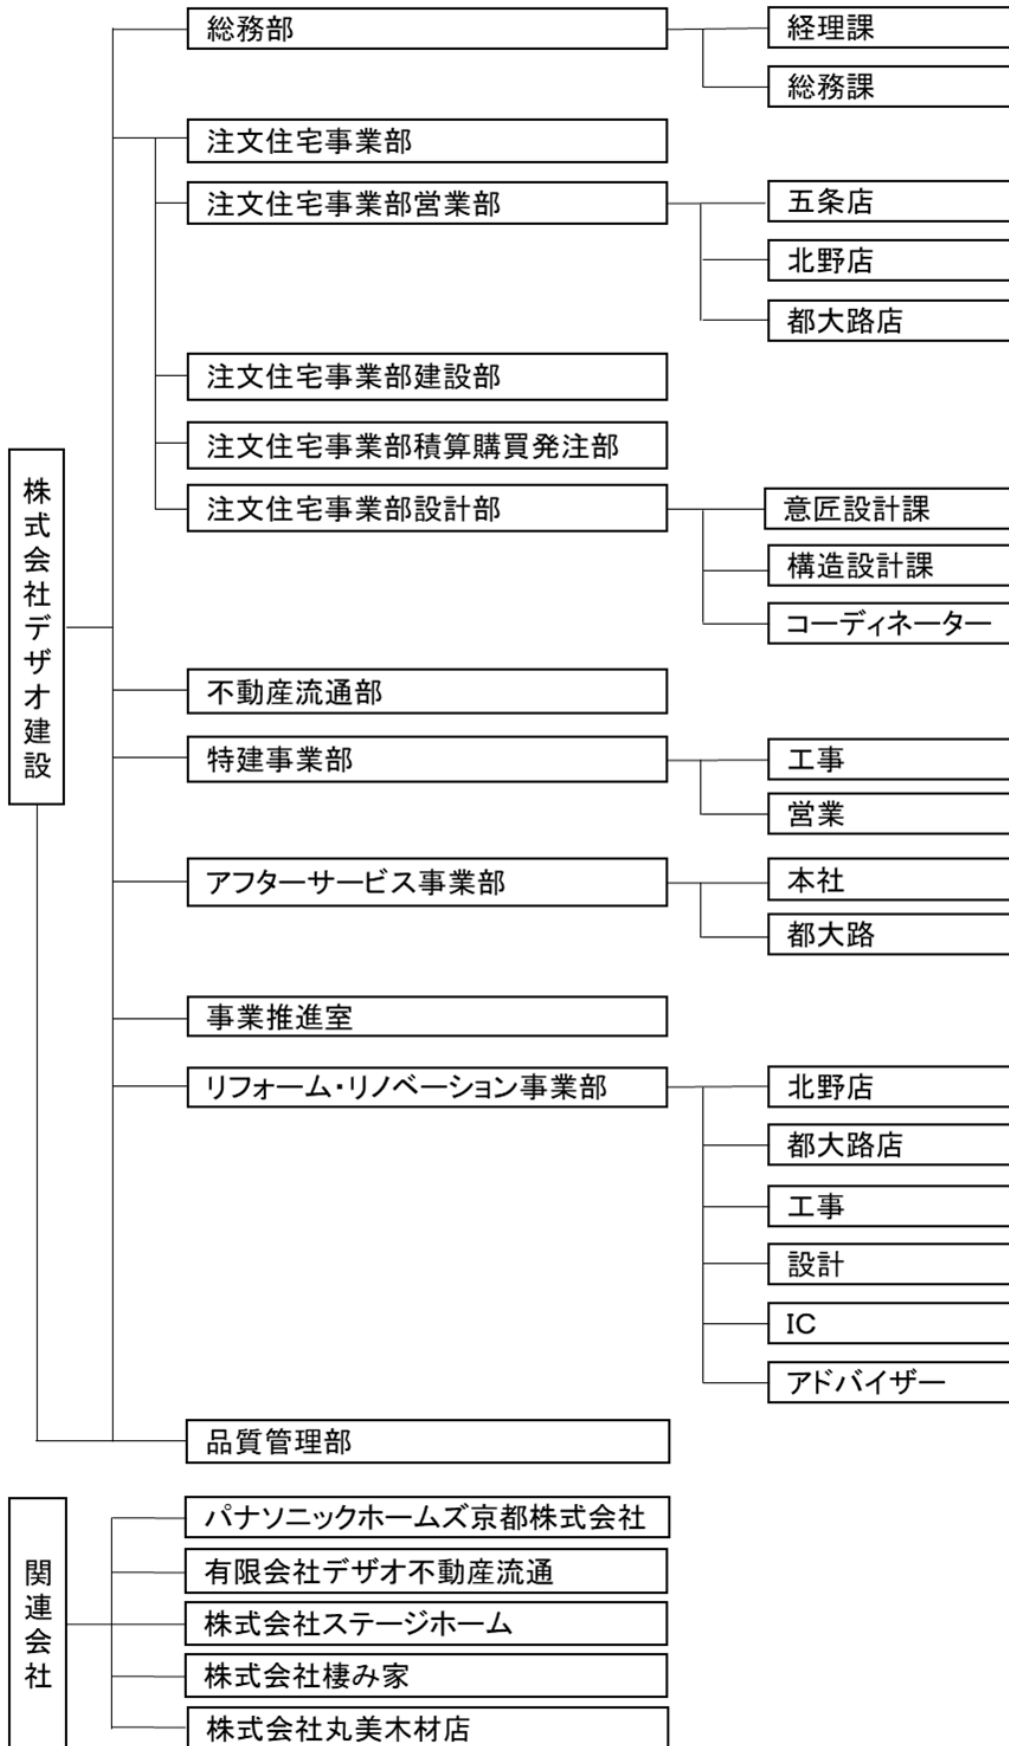 総務部
経理課
総務課
注文住宅事業部
注文住宅事業部営業部
五条店
北野店
都大路店
注文住宅事業部建設部
注文住宅事業部積算購買発注部
注文住宅事業部設計部
意匠設計課
構造設計課
コーディネーター
株式会社デザオ建設
不動産流通部
特建事業部
工事
営業
アフターサービス事業部
本社
都大路
事業推進室
リフォーム・リノベーション事業部
北野店
都大路店
工事
設計
IC
アドバイザー
品質管理部
関連会社
パナソニックホームズ京都株式会社
有限会社デザオ不動産流通
株式会社ステージホーム
株式会社棲み家
株式会社丸美木材店